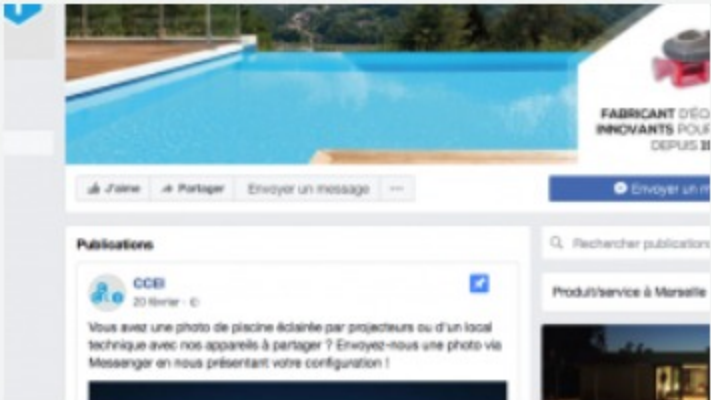 FABRICANT D'ÉQ
INNOVANTS POUR
DEPUIS
J'aime
Partager
Envoyer un message
Envoyer un m
Publications
Rechercher publications
CCEI
20 février
Produit/service à Marseille
Vous avez une photo de piscine éclairée par projecteurs ou d'un local
technique avec nos appareils à partager ? Envoyez-nous une photo via
Messenger en nous présentant votre configuration !